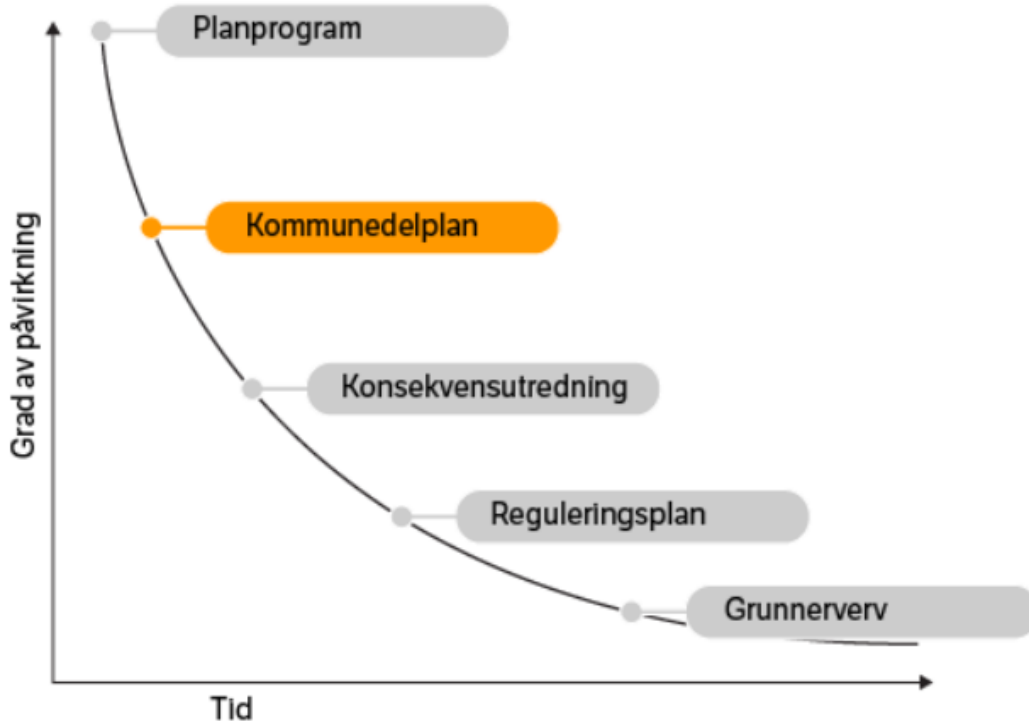 Planprogram
Kommunedelplan
Grad av påvirkning
Konsekvensutredning
Reguleringsplan
Grunnerverv
Tid